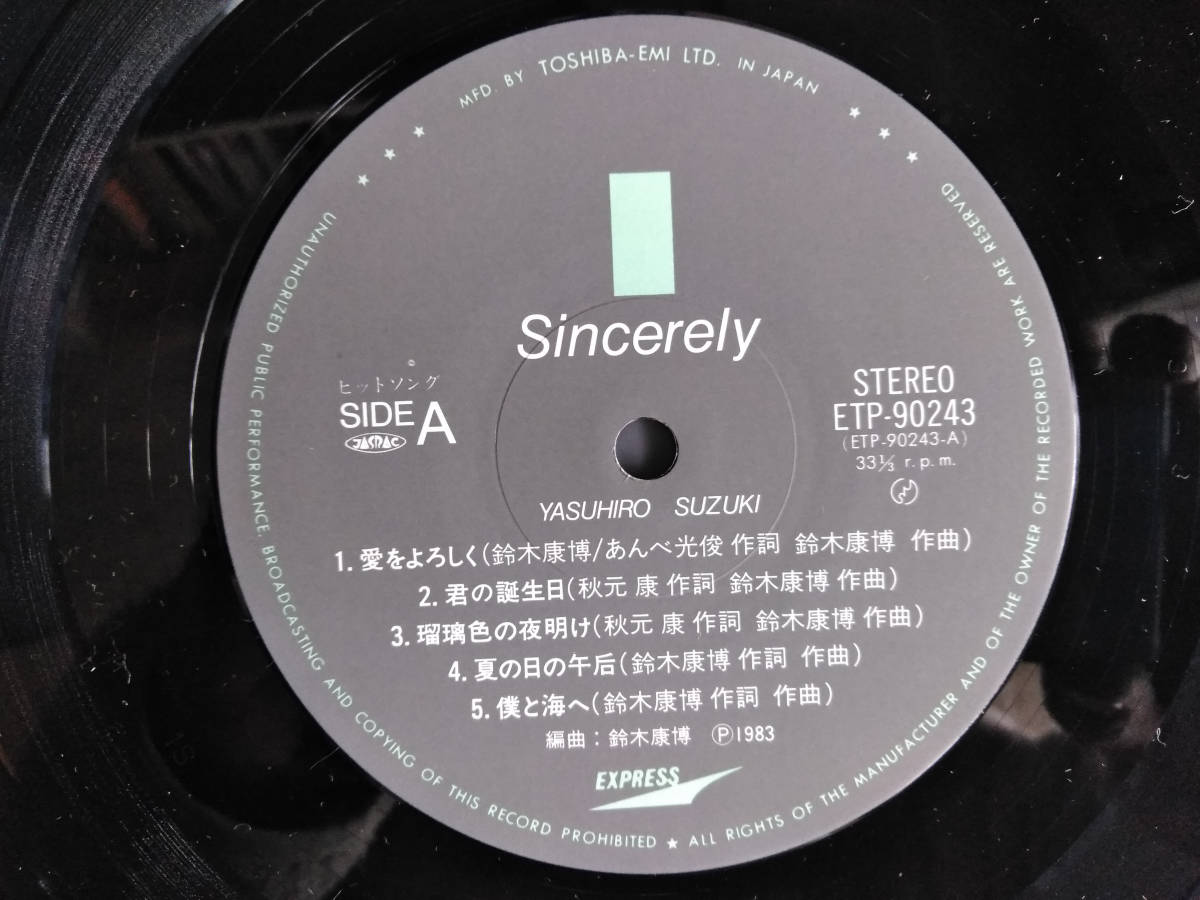 MFD. BY TOSHIBA-EMI LTD. IN JAPAN
Sincerely
ヒットソング
SIDE A
JASRAC
STEREO
ETP-90243
(ETP-90243-A)
33⅓ r.p.m.
YASUHIRO SUZUKI
1. 愛をよろしく(鈴木康博/あんべ光俊 作詞 鈴木康博 作曲)
2. 君の誕生日(秋元 康 作詞 鈴木康博 作曲)
3. 瑠璃色の夜明け(秋元 康 作詞 鈴木康博 作曲)
4. 夏の日の午后(鈴木康博 作詞 作曲)
5. 僕と海へ(鈴木康博 作詞 作曲)
編曲:鈴木康博 Ⓟ1983
EXPRESS
UNAUTHORIZED PUBLIC PERFORMANCE, BROADCASTING AND COPYING OF THIS RECORD PROHIBITED ★ ALL RIGHTS OF THE MANUFACTURER AND OF THE OWNER OF THE RECORDED WORK ARE RESERVED